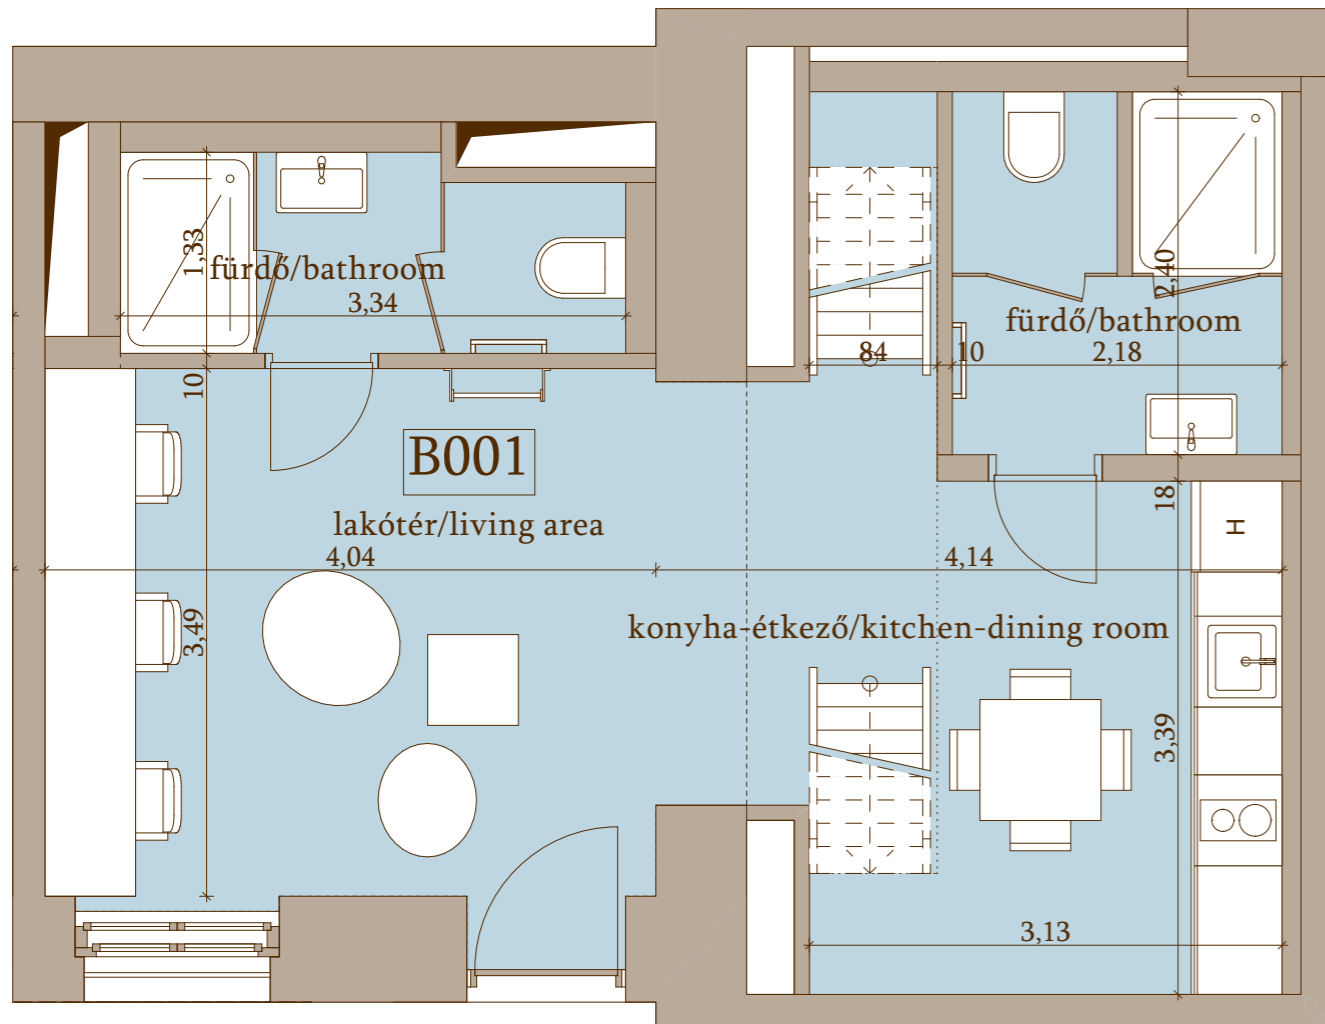 1,33
fürdő/bathroom
3,34
2,40
fürdő/bathroom
84
10
2,18
10
B001
18
H
lakótér/living area
4,04
4,14
3,49
konyha-étkező/kitchen-dining room
3,39
3,13